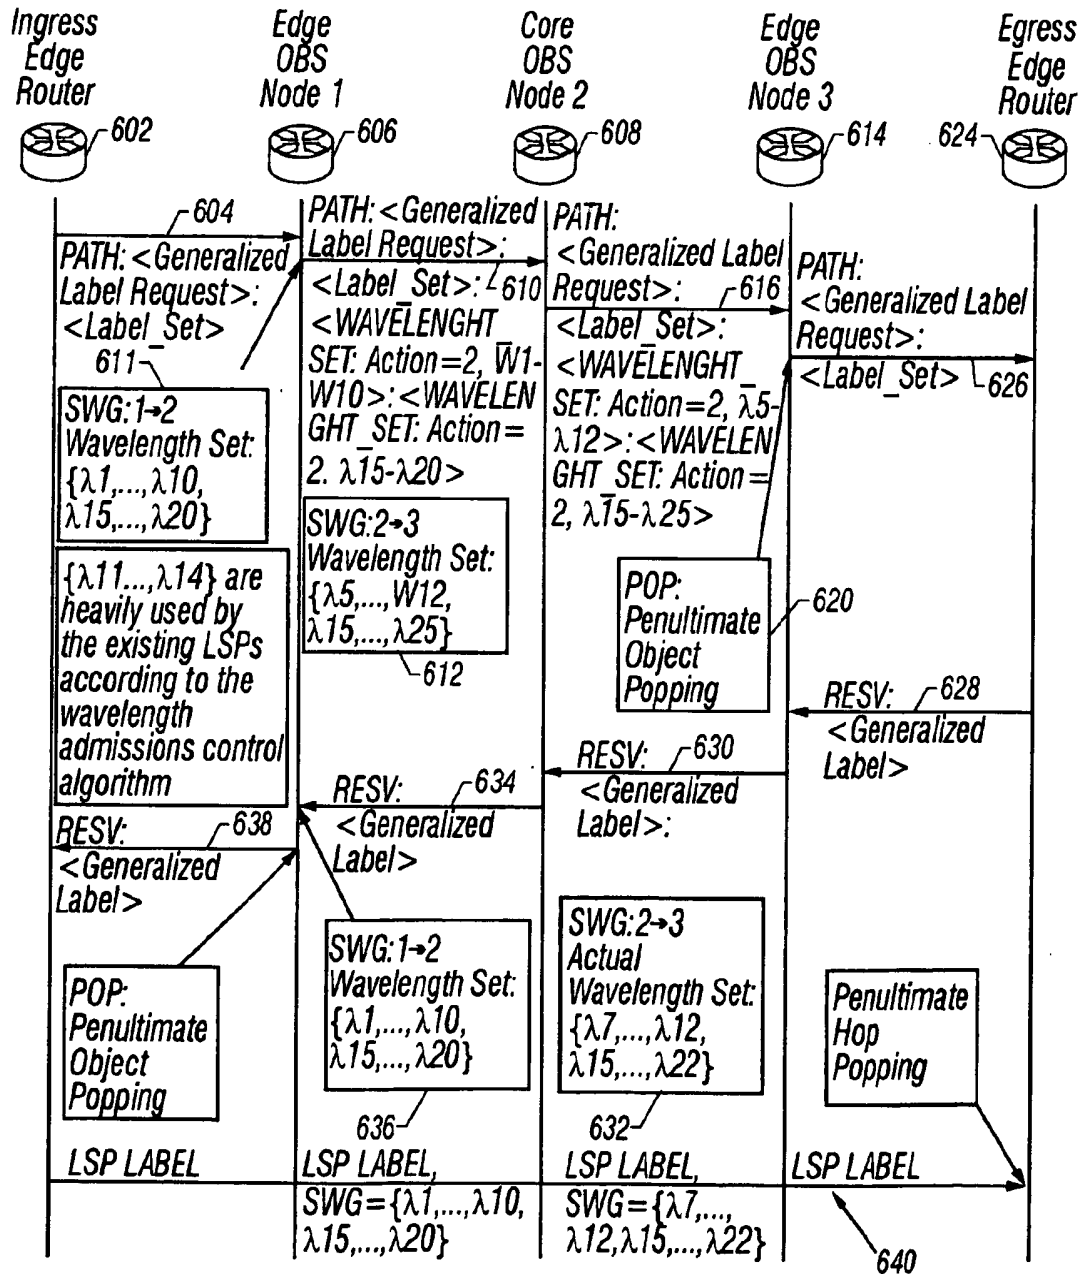 Ingress
Edge
Router
602
Edge
OBS
Node 1
606
Core
OBS
Node 2
608
Edge
OBS
Node 3
614
Egress
Edge
Router
624
604
PATH: <Generalized
Label Request>:
<Label_Set>
611
SWG:1→2
Wavelength Set:
{λ1,...,λ10,
λ15,...,λ20}
{λ11...,λ14} are
heavily used by
the existing LSPs
according to the
wavelength
admissions control
algorithm
PATH: <Generalized
Label Request>:
<Label_Set>:
610
<WAVELENGHT_
SET: Action=2, W1-
W10>:<WAVELEN
GHT_SET: Action=
2. λ15-λ20>
SWG:2→3
Wavelength Set:
{λ5,..., W12,
λ15,...,λ25}
612
PATH:
<Generalized Label
Request>:
616
<Label_Set>:
<WAVELENGHT_
SET: Action=2, λ5-
λ12>:<WAVELEN
GHT_SET: Action=
2, λ15-λ25>
PATH:
<Generalized Label
Request>:
<Label_Set>
626
POP:
Penultimate
Object
Popping
620
RESV:
628
<Generalized
Label>
RESV:
630
<Generalized
Label>:
RESV:
634
<Generalized
Label>
RESV:
638
<Generalized
Label>
POP:
Penultimate
Object
Popping
SWG:1→2
Wavelength Set:
{λ1,...,λ10,
λ15,...,λ20}
636
SWG:2→3
Actual
Wavelength Set:
{λ7,...,λ12,
λ15,...,λ22}
632
Penultimate
Hop
Popping
LSP LABEL
LSP LABEL,
SWG={λ1,...,λ10,
λ15,...,λ20}
LSP LABEL,
SWG={λ7,...,
λ12,λ15,...,λ22}
LSP LABEL
640